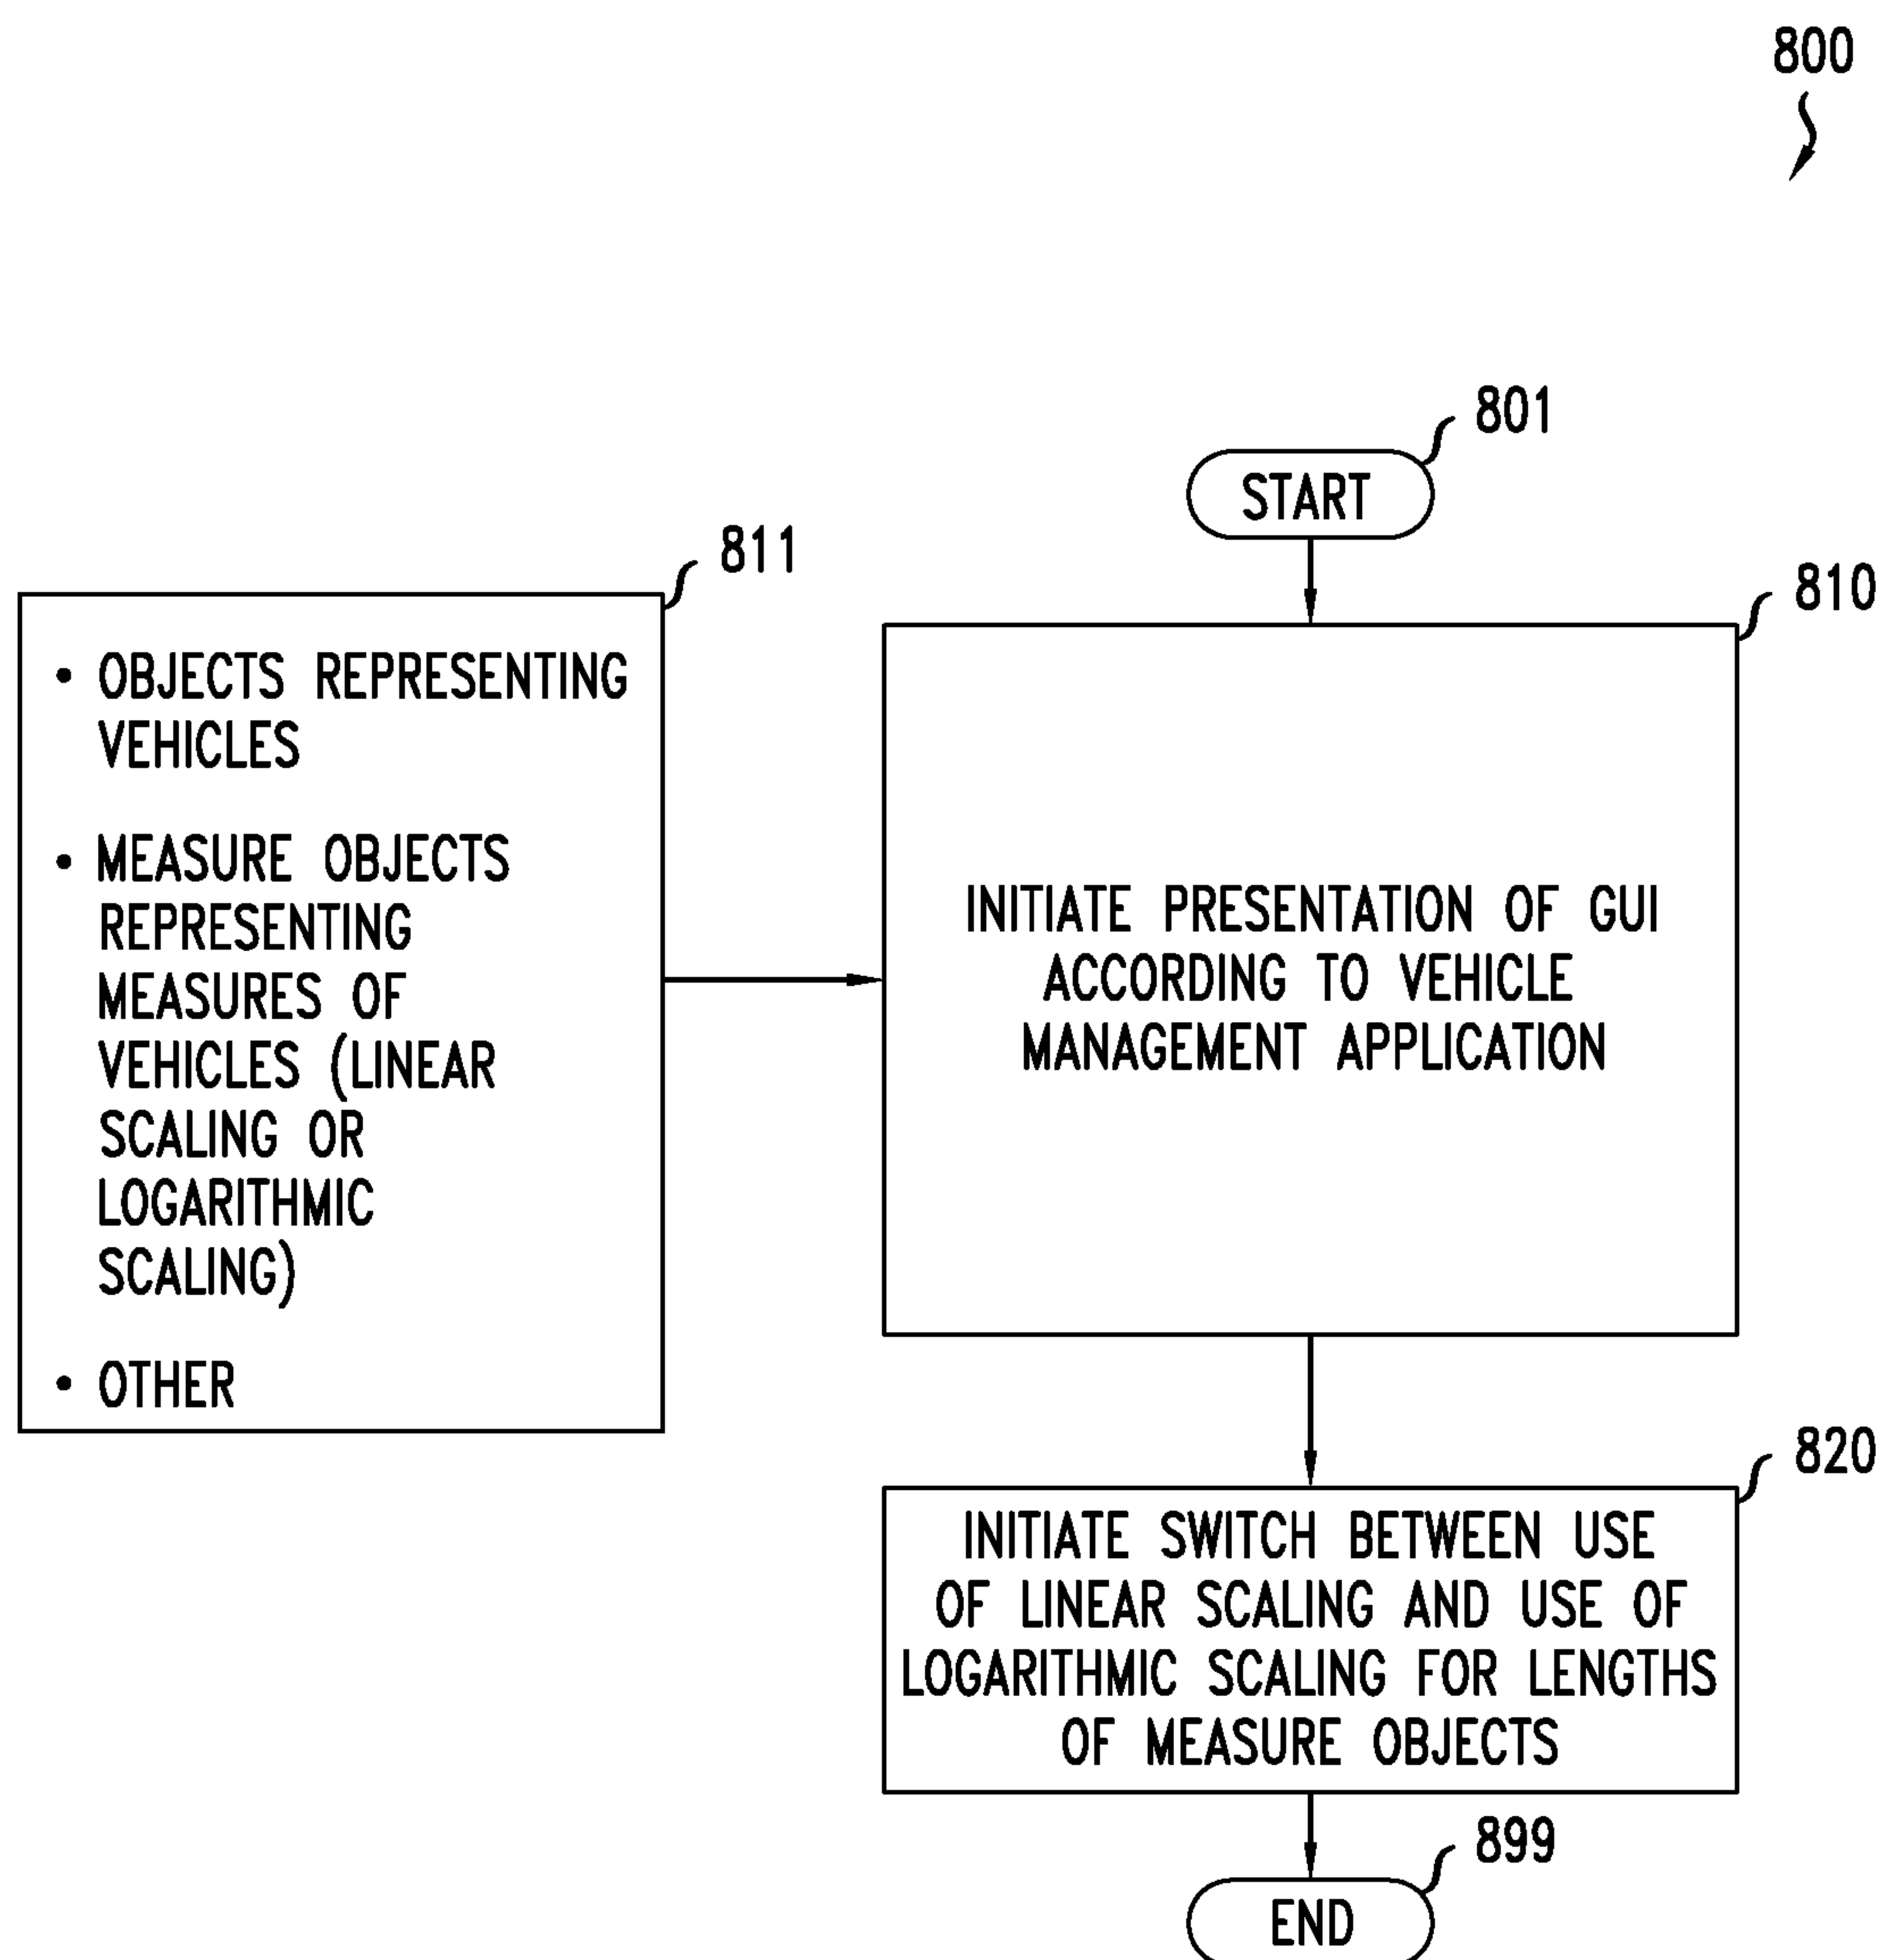 800
801
START
811
810
• OBJECTS REPRESENTING
VEHICLES
• MEASURE OBJECTS
REPRESENTING
MEASURES OF
VEHICLES (LINEAR
SCALING OR
LOGARITHMIC
SCALING)
• OTHER
INITIATE PRESENTATION OF GUI
ACCORDING TO VEHICLE
MANAGEMENT APPLICATION
820
INITIATE SWITCH BETWEEN USE
OF LINEAR SCALING AND USE OF
LOGARITHMIC SCALING FOR LENGTHS
OF MEASURE OBJECTS
899
END